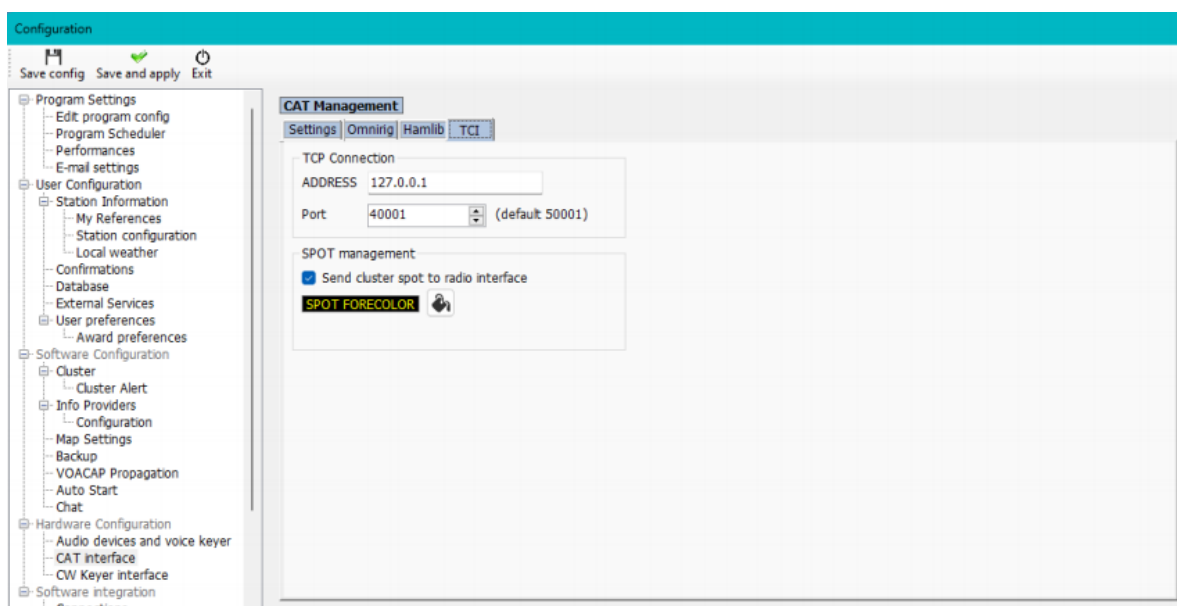 Configuration
Save config Save and apply Exit
Program Settings
Edit program config
Program Scheduler
Performances
E-mail settings
User Configuration
Station Information
My References
Station configuration
Local weather
Confirmations
Database
External Services
User preferences
Award preferences
Software Configuration
Cluster
Cluster Alert
Info Providers
Configuration
Map Settings
Backup
VOACAP Propagation
Auto Start
Chat
Hardware Configuration
Audio devices and voice keyer
CAT interface
CW Keyer interface
Software integration
CAT Management
Settings Omnirig Hamlib TCI
TCP Connection
ADDRESS 127.0.0.1
Port 40001 (default 50001)
SPOT management
Send cluster spot to radio interface
SPOT FORECOLOR